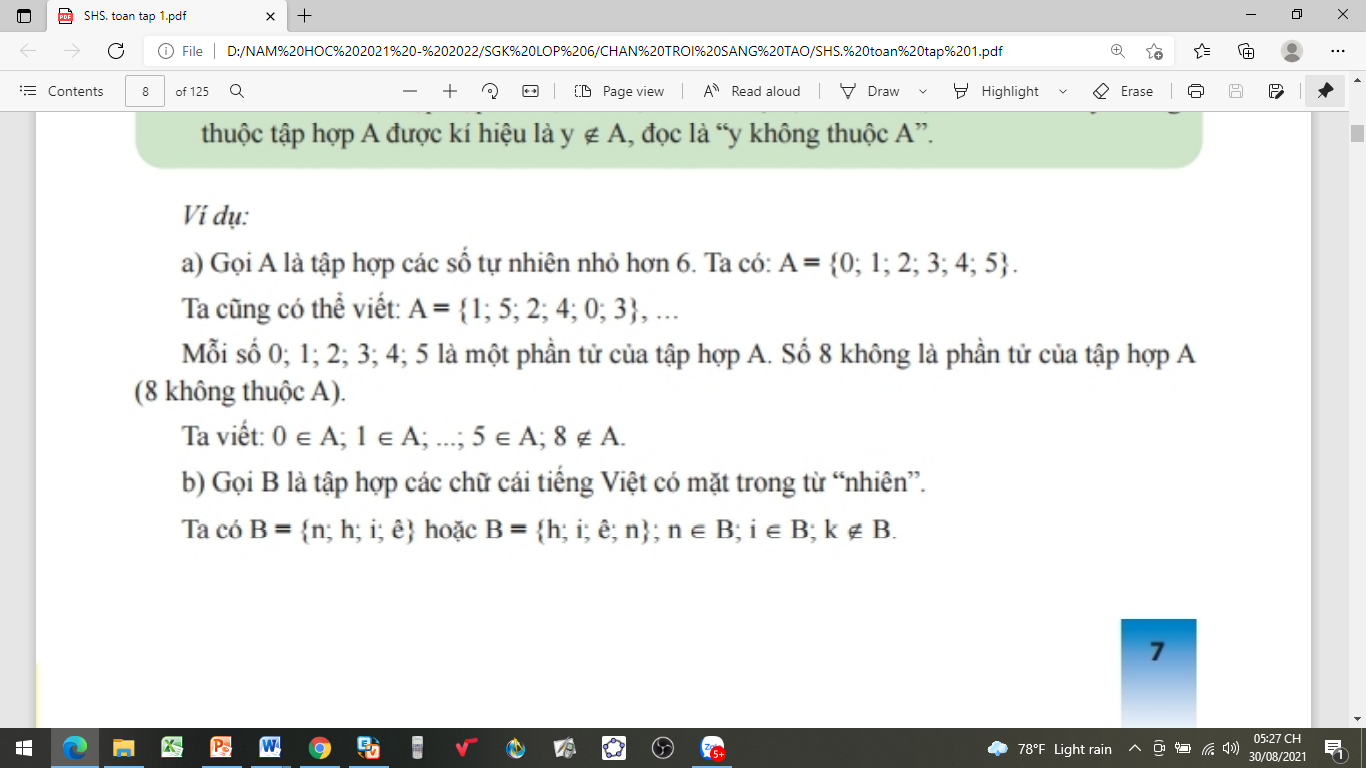 SHS. toan tap 1.pdf
File
D:/NAM%20HOC%202021%20-%202022/SGK%20LOP%206/CHAN%20TROI%20SANG%20TAO/SHS.%20toan%20tap%201.pdf
Contents 8 of 125 Page view Read aloud Draw Highlight Erase
thuộc tập hợp A được kí hiệu là y ∉ A, đọc là “y không thuộc A”.
Ví dụ:
a) Gọi A là tập hợp các số tự nhiên nhỏ hơn 6. Ta có: A = {0; 1; 2; 3; 4; 5}.
Ta cũng có thể viết: A = {1; 5; 2; 4; 0; 3}, ...
Mỗi số 0; 1; 2; 3; 4; 5 là một phần tử của tập hợp A. Số 8 không là phần tử của tập hợp A
(8 không thuộc A).
Ta viết: 0 ∈ A; 1 ∈ A; ...; 5 ∈ A; 8 ∉ A.
b) Gọi B là tập hợp các chữ cái tiếng Việt có mặt trong từ “nhiên”.
Ta có B = {n; h; i; ê} hoặc B = {h; i; ê; n}; n ∈ B; i ∈ B; k ∉ B.
7
78°F Light rain
05:27 CH
30/08/2021